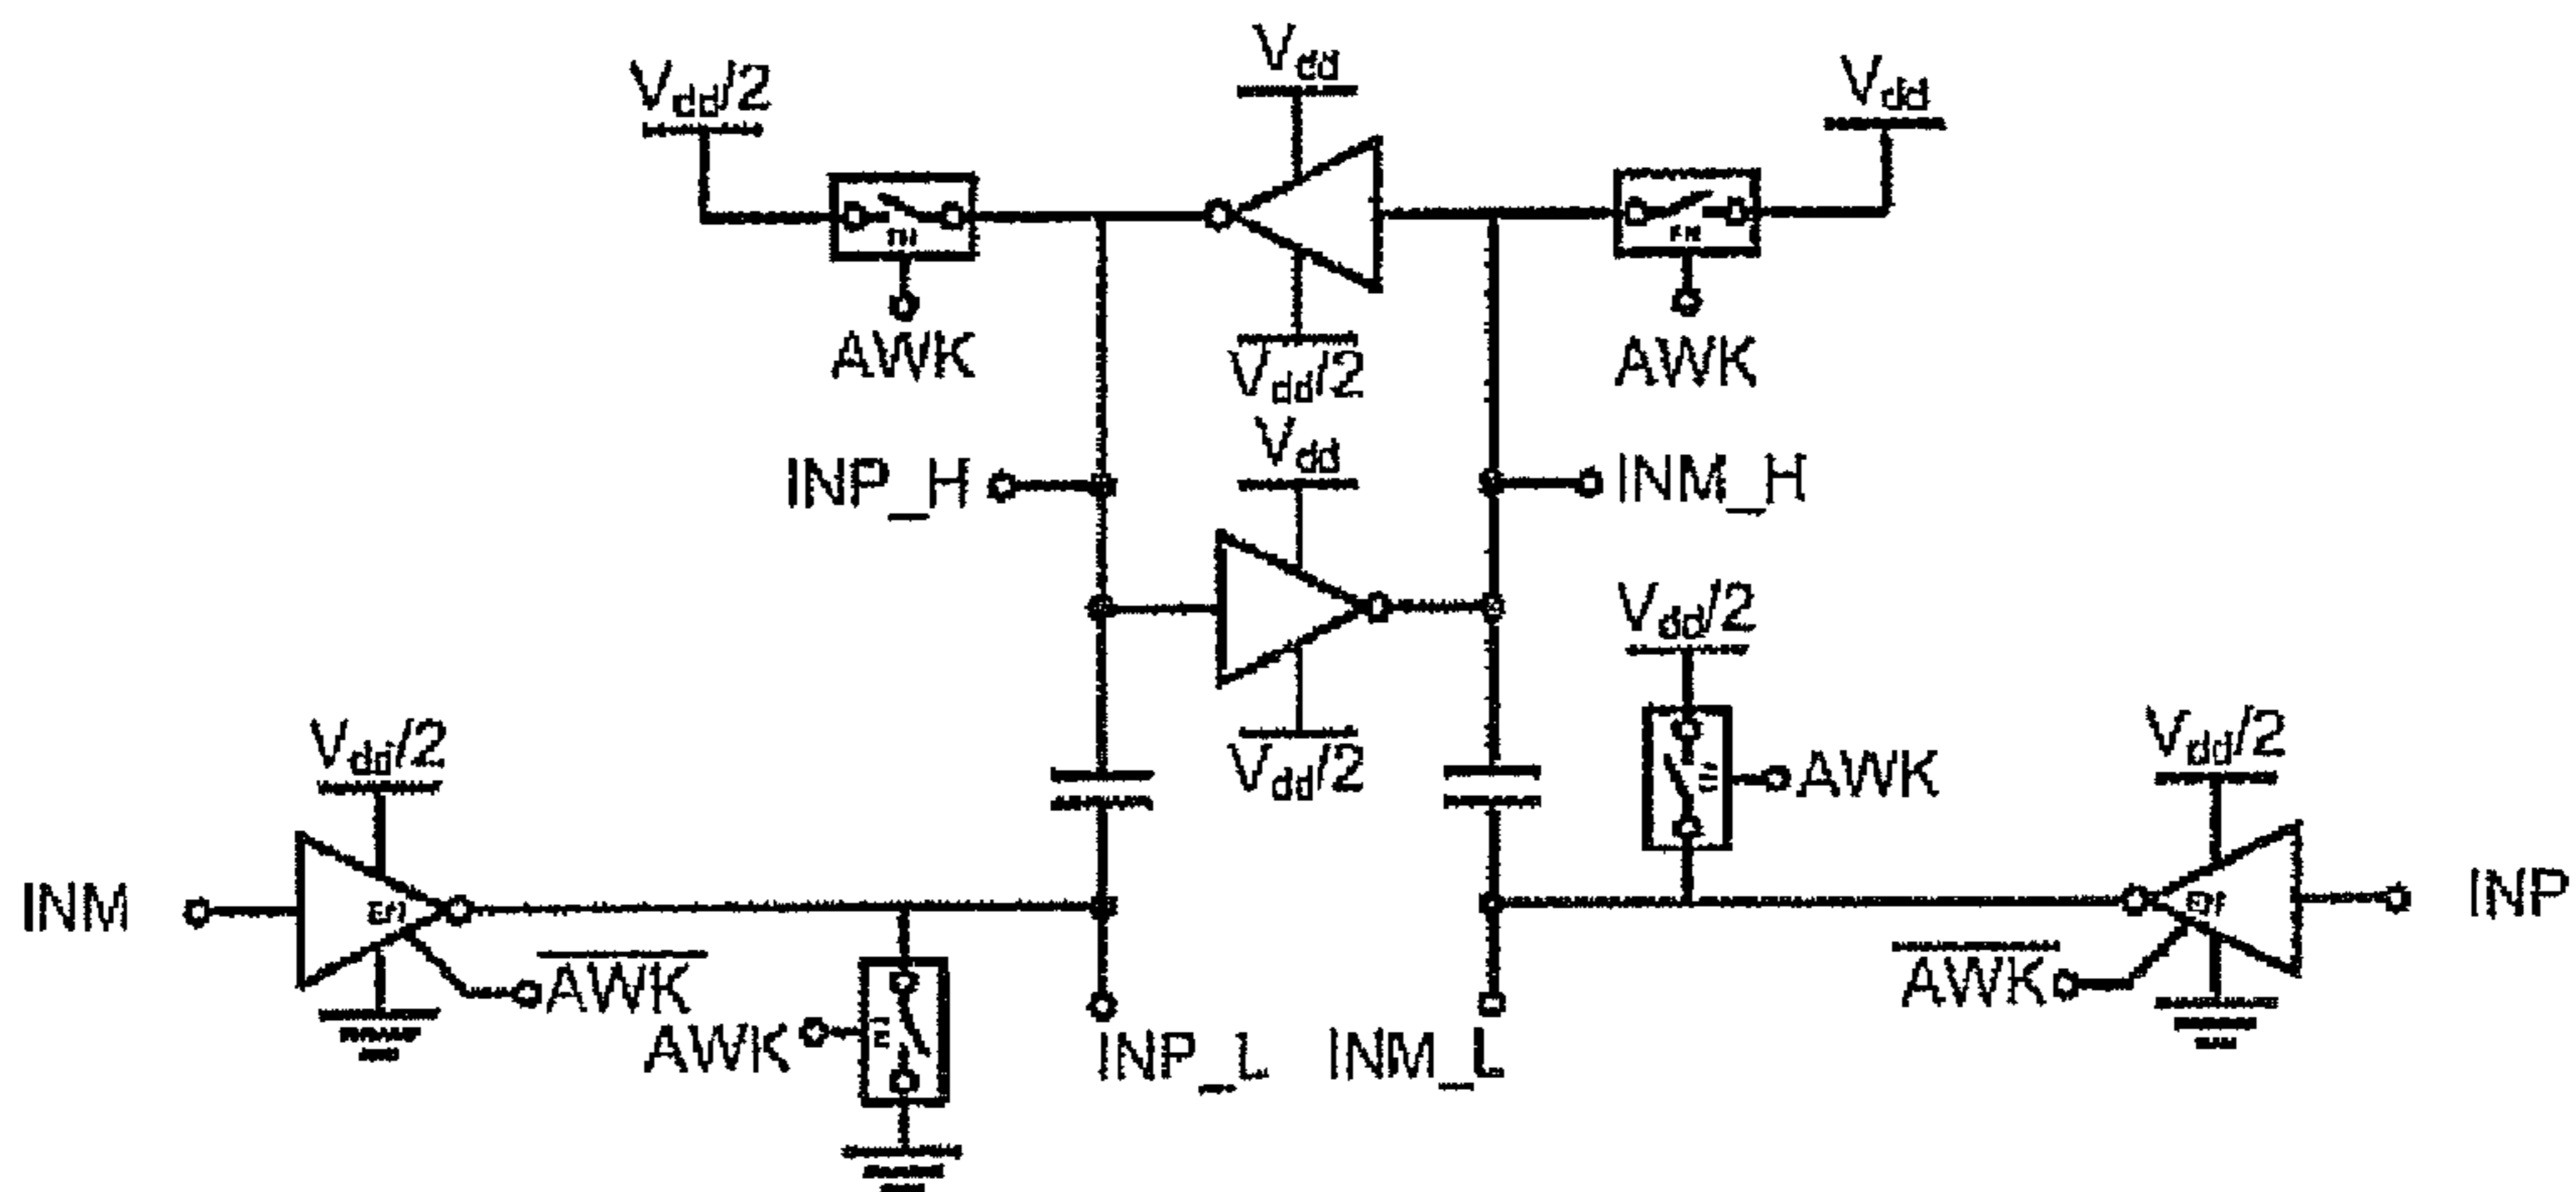 Vdd
Vdd/2
Vdd
AWK
Vdd/2
AWK
Vdd
INP_H
INM_H
Vdd/2
Vdd/2
Vdd/2
Vdd/2
AWK
INM
INP
AWK
AWK
AWK
INP_L
INM_L